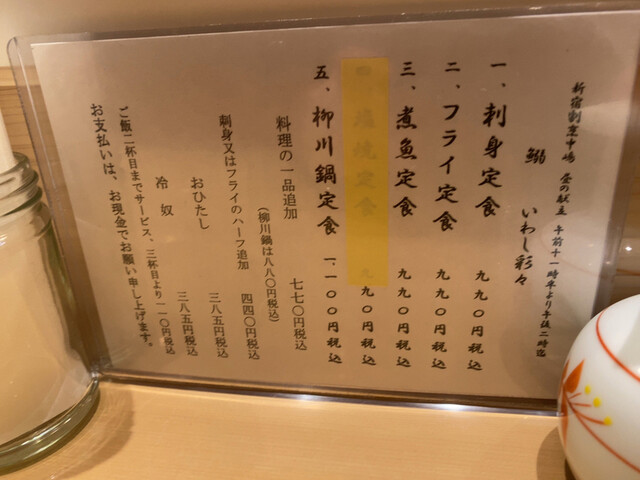 新宿割烹中嶋 昼の献立 午前十一時半より午後二時迄
鰯 いわし彩々
一、刺身定食 九九〇円税込
二、フライ定食 九九〇円税込
三、煮魚定食 九九〇円税込
四、塩焼定食 九九〇円税込
五、柳川鍋定食 一、一〇〇円税込
料理の一品追加 七七〇円税込
(柳川鍋は八八〇円税込)
刺身又はフライのハーフ追加 四四〇円税込
おひたし 三八五円税込
冷奴 三八五円税込
ご飯二杯目までサービス、三杯目より一一〇円税込
お支払いは、お現金でお願い申し上げます。